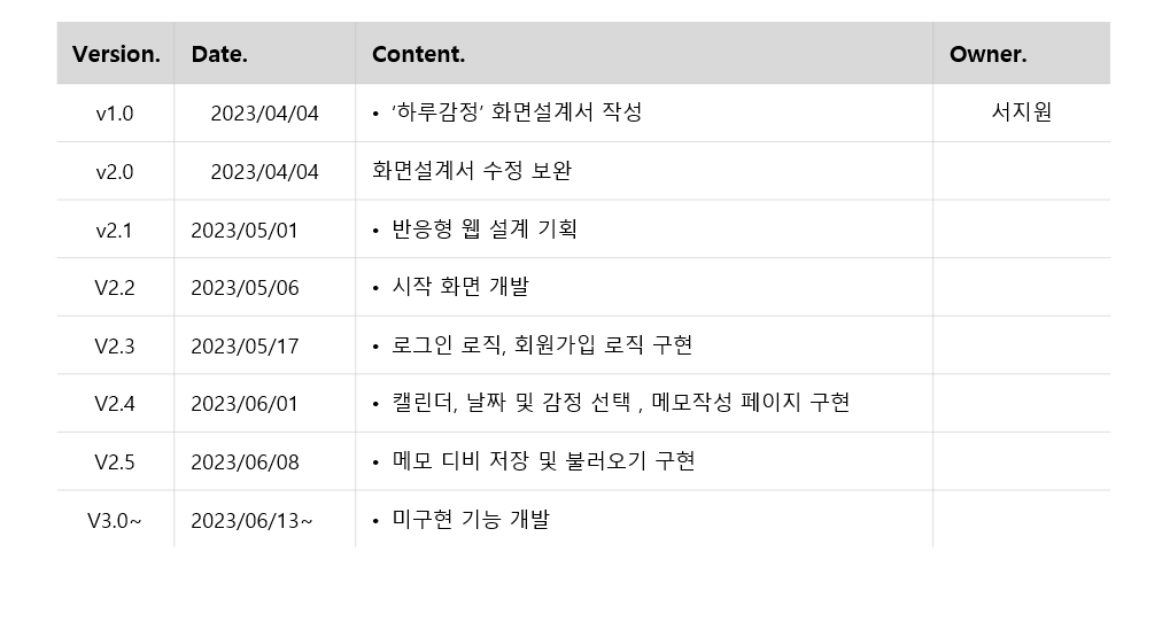 Version. Date. Content. Owner.
v1.0 2023/04/04 • ‘하루감정’ 화면설계서 작성 서지원
v2.0 2023/04/04 화면설계서 수정 보완
v2.1 2023/05/01 • 반응형 웹 설계 기획
V2.2 2023/05/06 • 시작 화면 개발
V2.3 2023/05/17 • 로그인 로직, 회원가입 로직 구현
V2.4 2023/06/01 • 캘린더, 날짜 및 감정 선택 , 메모작성 페이지 구현
V2.5 2023/06/08 • 메모 디비 저장 및 불러오기 구현
V3.0~ 2023/06/13~ • 미구현 기능 개발